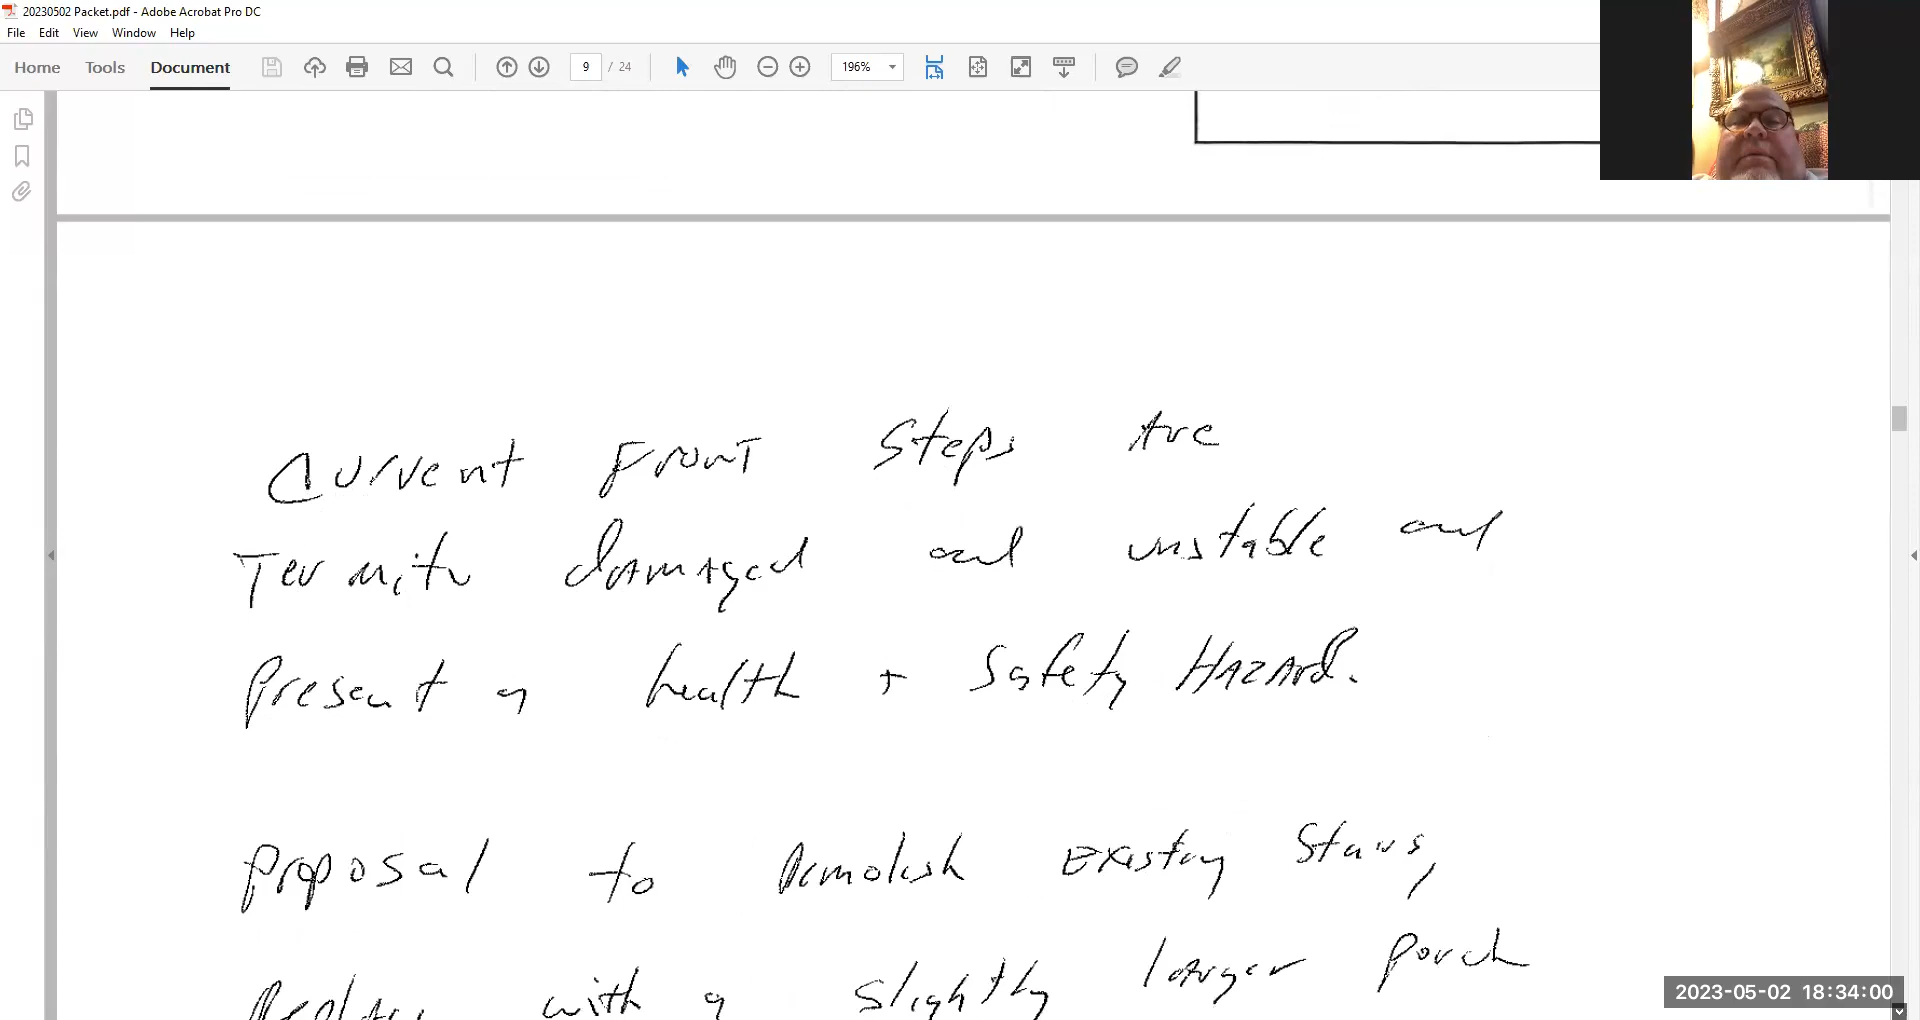 20230502 Packet.pdf - Adobe Acrobat Pro DC
File Edit View Window Help
Home Tools Document 9 / 24 196%
Current Front Steps Are
Termite damaged and unstable and
Present a health + Safety HAZARD.
Proposal to Demolish Existing Stairs,
Replace with a slightly larger porch
2023-05-02 18:34:00